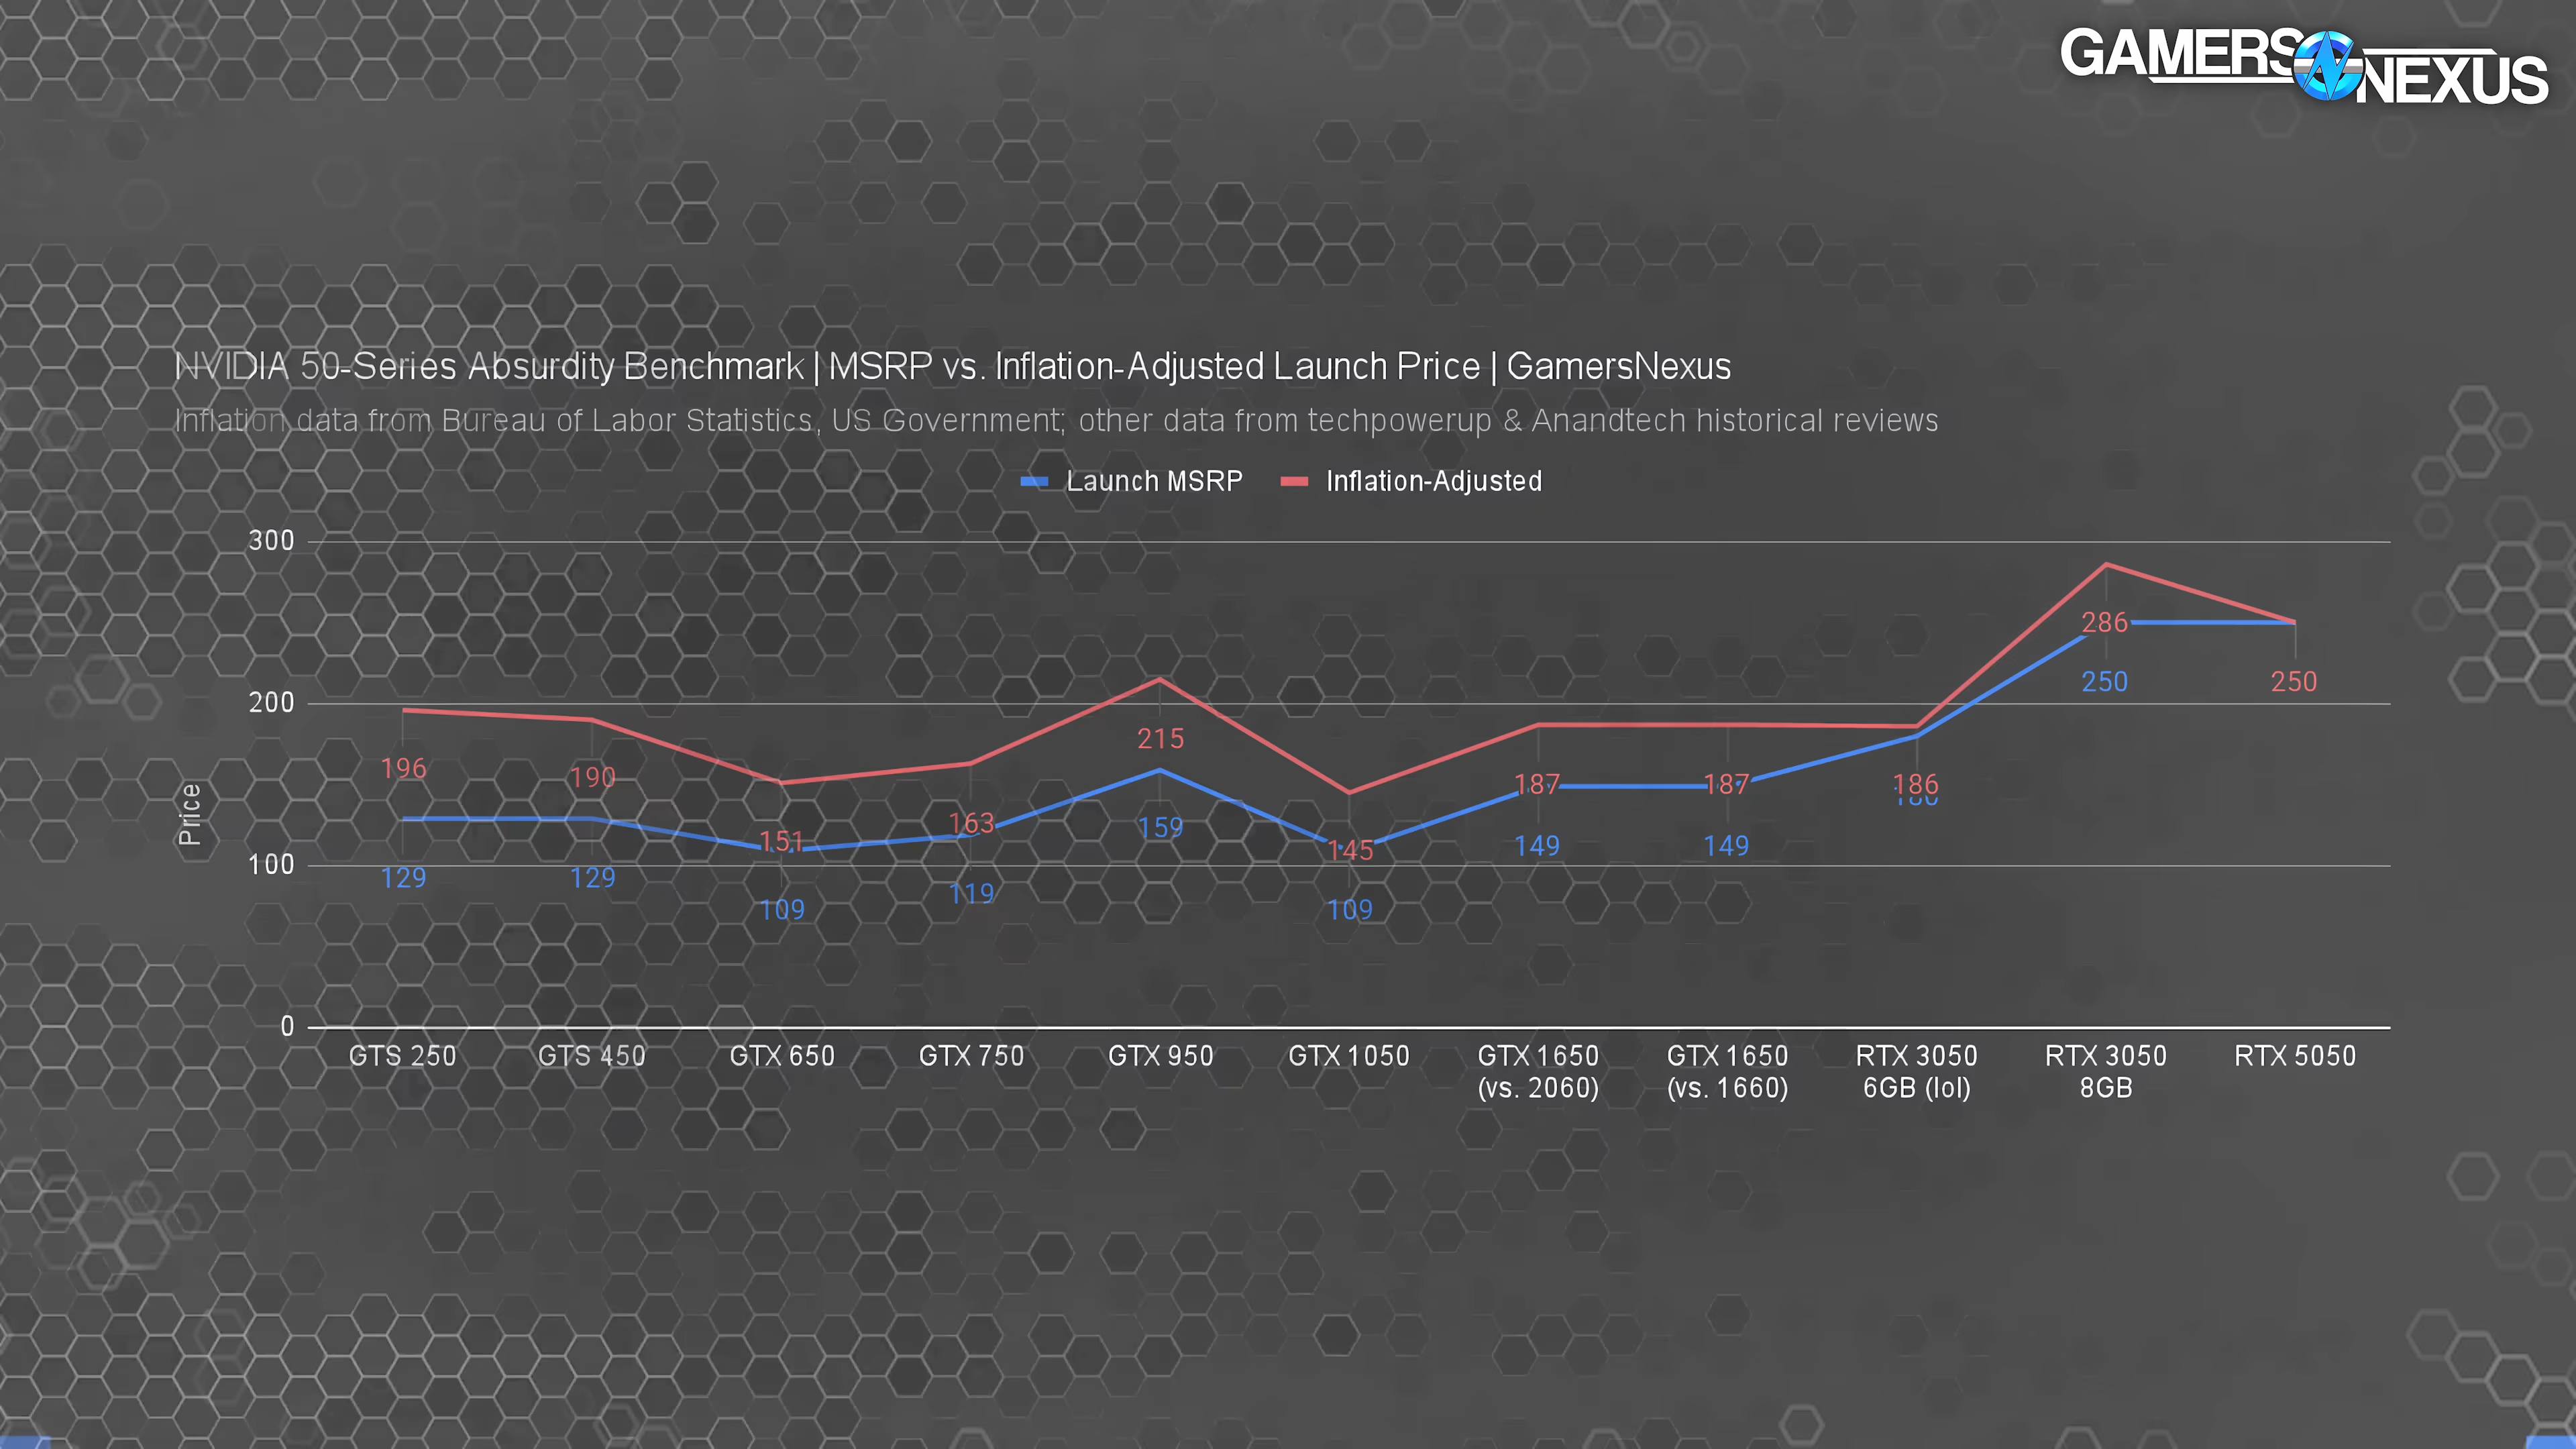 GAMERS NEXUS
NVIDIA 50-Series Absurdity Benchmark | MSRP vs. Inflation-Adjusted Launch Price | GamersNexus
Inflation data from Bureau of Labor Statistics, US Government; other data from techpowerup & Anandtech historical reviews
Launch MSRP Inflation-Adjusted
300
200
100
0
Price
196 190 151 163 215 145 187 187 186 286 250
129 129 109 119 159 109 149 149 180 250
GTS 250 GTS 450 GTX 650 GTX 750 GTX 950 GTX 1050 GTX 1650 GTX 1650 RTX 3050 RTX 3050 RTX 5050
(vs. 2060) (vs. 1660) 6GB (lol) 8GB